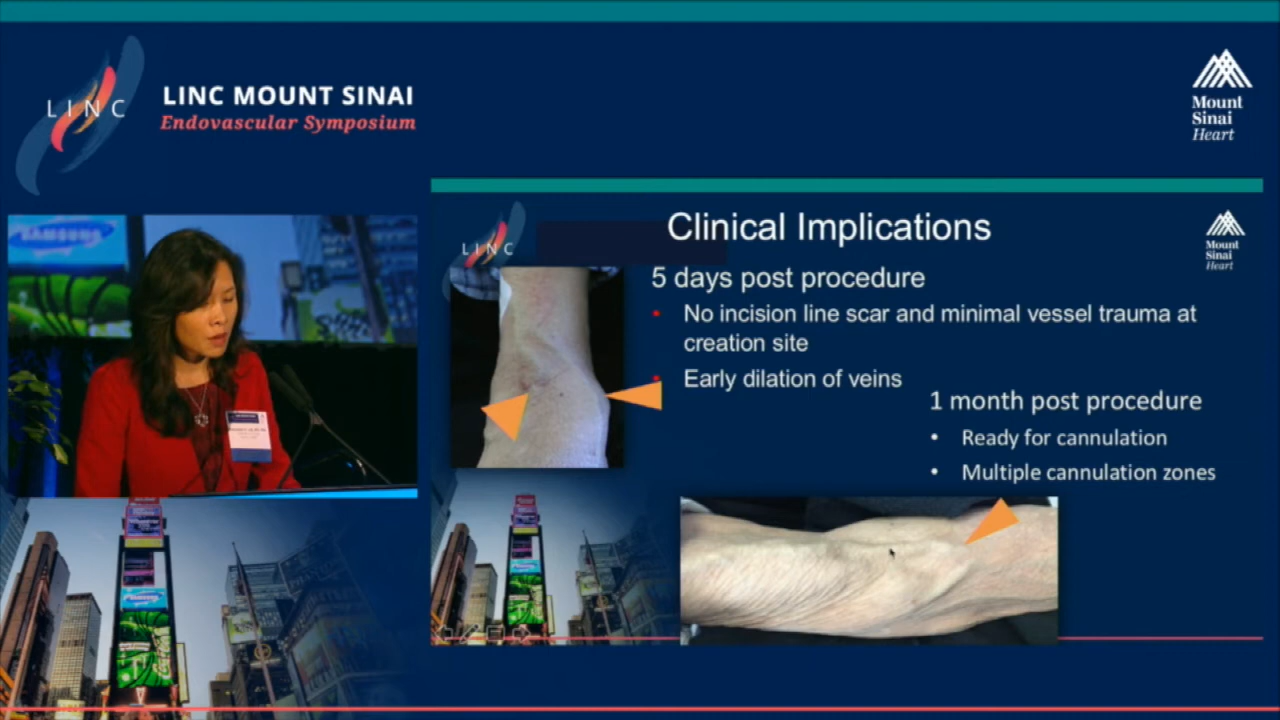 LINC
LINC MOUNT SINAI
Endovascular Symposium
Mount
Sinai
Heart
SAMSUNG
LINC
Clinical Implications
Mount
Sinai
Heart
5 days post procedure
• No incision line scar and minimal vessel trauma at
creation site
• Early dilation of veins
1 month post procedure
• Ready for cannulation
• Multiple cannulation zones